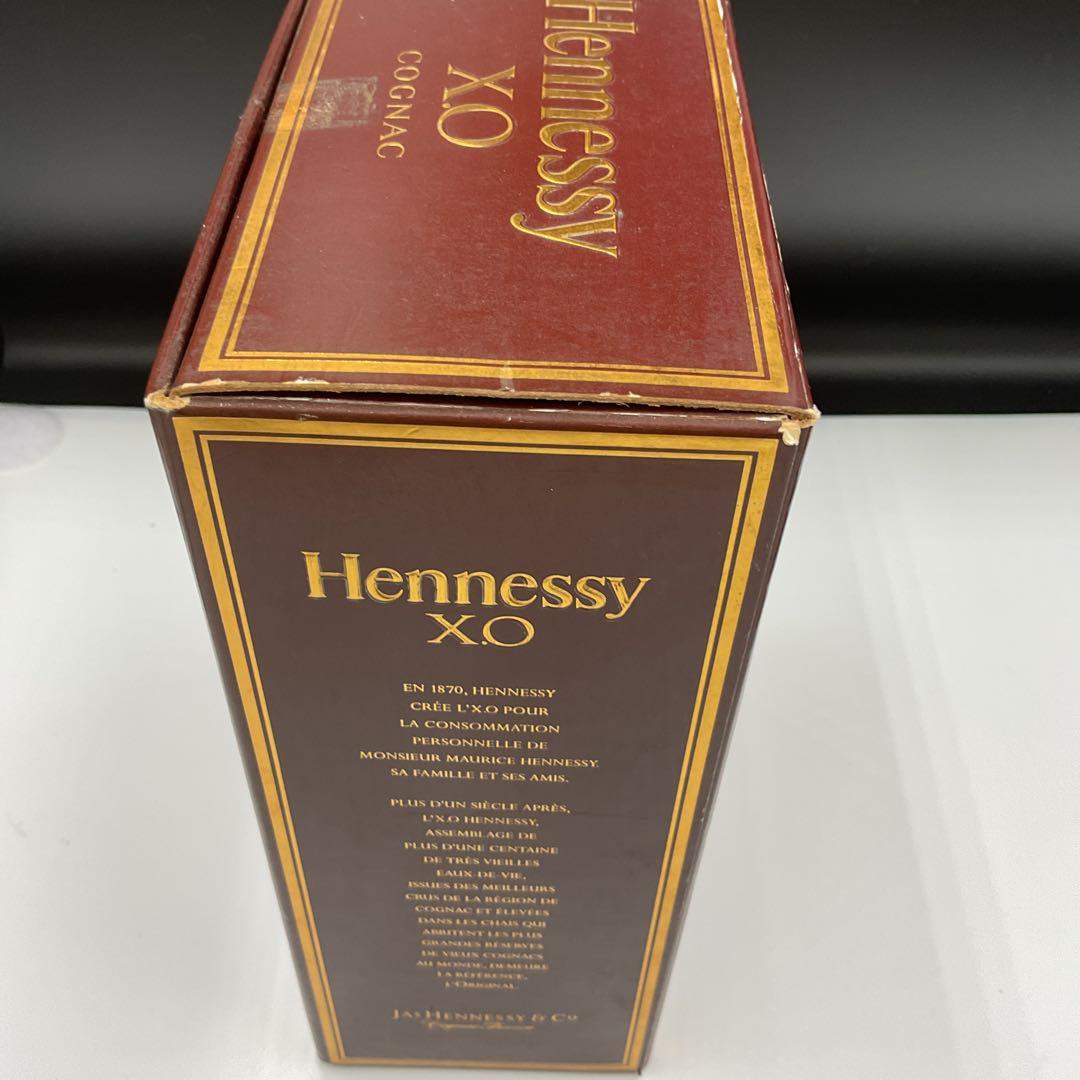 Hennessy
X.O
COGNAC
Hennessy
X.O
EN 1870, HENNESSY
CRÉE L'X.O POUR
LA CONSOMMATION
PERSONNELLE DE
MONSIEUR MAURICE HENNESSY.
SA FAMILLE ET SES AMIS.
PLUS D'UN SIÈCLE APRÈS,
L'X.O HENNESSY,
ASSEMBLAGE DE
PLUS D'UNE CENTAINE
DE TRÈS VIEILLES
EAUX-DE-VIE,
ISSUES DES MEILLEURS
CRUS DE LA RÉGION DE
COGNAC ET ÉLEVÉES
DANS LES CHAIS QUI
ABRITENT LES PLUS
GRANDES RÉSERVES
DE VIEUX COGNACS
AU MONDE, DEMEURE
LA RÉFÉRENCE.
L'ORIGINAL.
JAS HENNESSY & CO
Cognac France